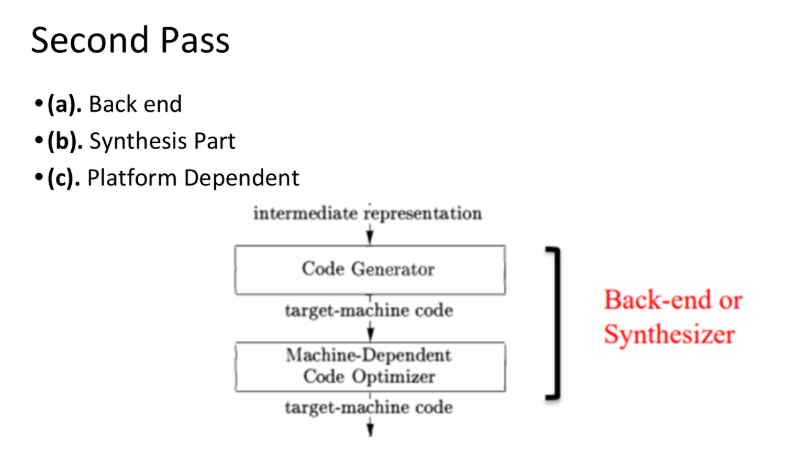 Second Pass
•(a). Back end
•(b). Synthesis Part
•(c). Platform Dependent
intermediate representation
Code Generator
target-machine code
Back-end or
Synthesizer
Machine-Dependent
Code Optimizer
target-machine code